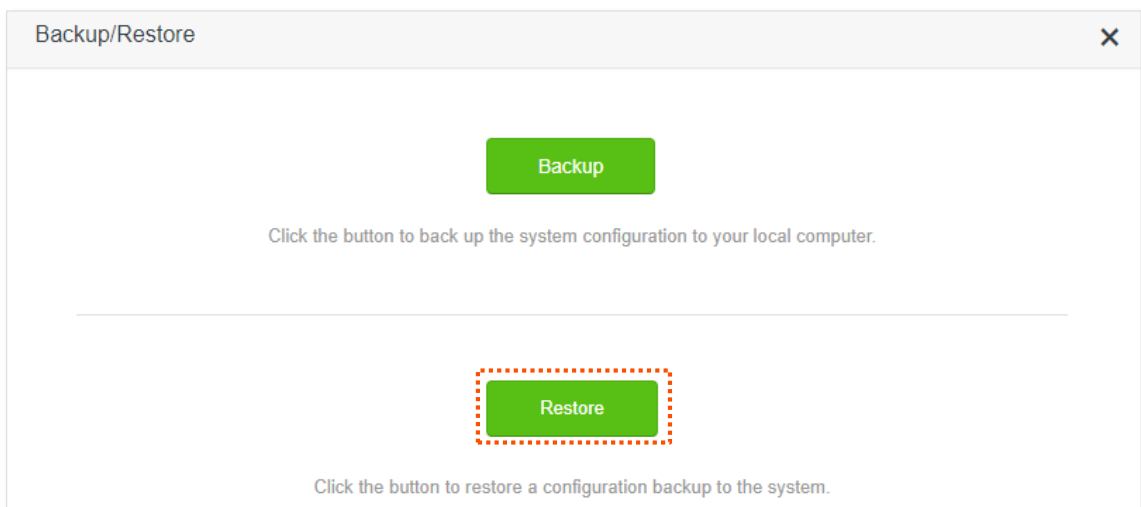 Backup/Restore
Backup
Click the button to back up the system configuration to your local computer.
Restore
Click the button to restore a configuration backup to the system.